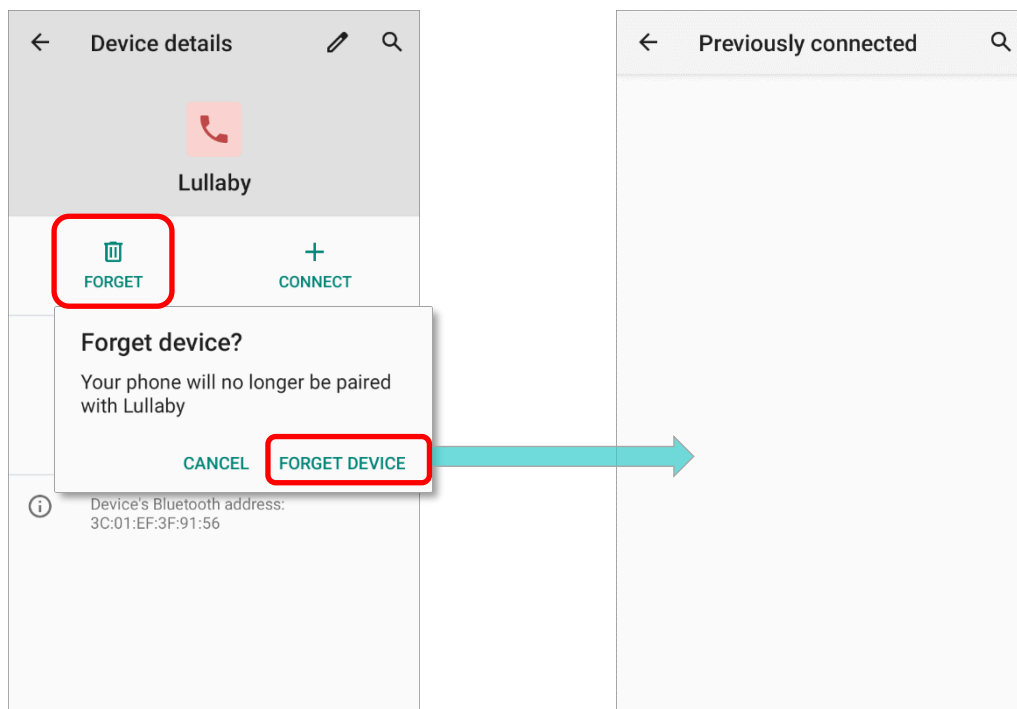 Device details
Lullaby
FORGET
CONNECT
Forget device?
Your phone will no longer be paired
with Lullaby
CANCEL
FORGET DEVICE
Device's Bluetooth address:
3C:01:EF:3F:91:56
Previously connected